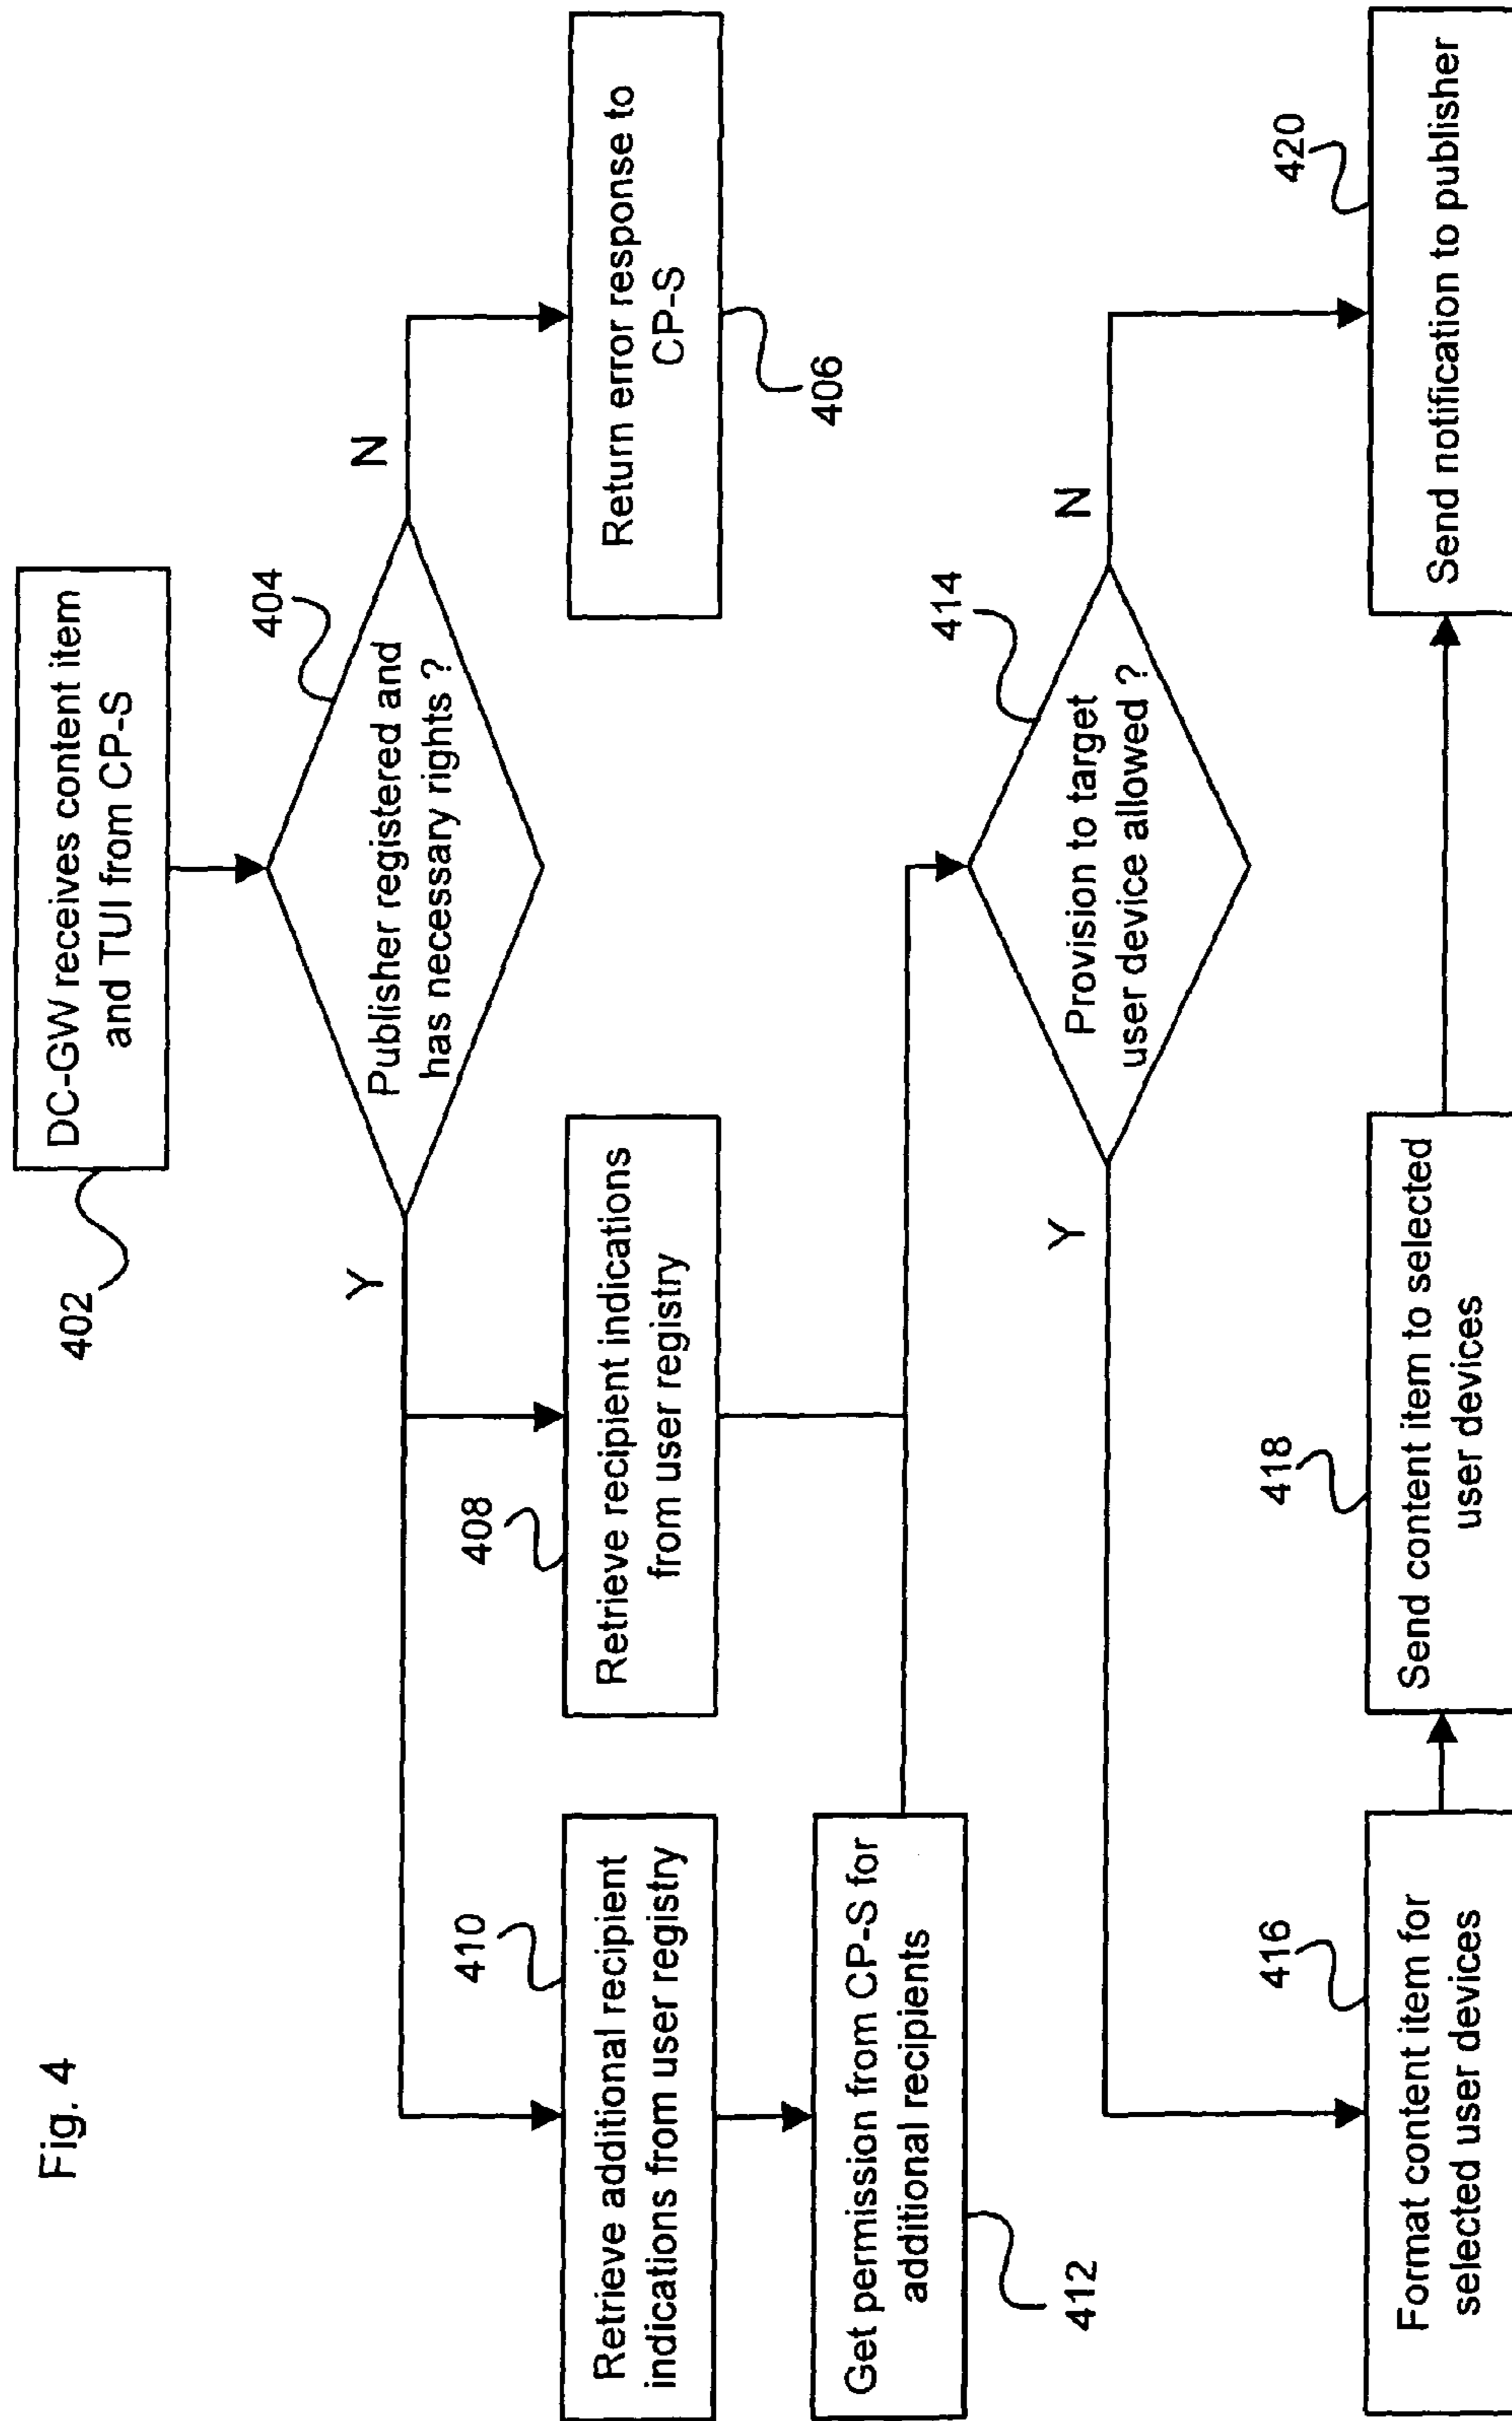 Fig. 4
402
DC-GW receives content item
and TUI from CP-S
404
Publisher registered and
has necessary rights ?
Y
N
Return error response to
CP-S
406
408
Retrieve recipient indications
from user registry
410
Retrieve additional recipient
indications from user registry
Get permission from CP-S for
additional recipients
412
414
Provision to target
user device allowed ?
Y
N
416
Format content item for
selected user devices
418
Send content item to selected
user devices
420
Send notification to publisher